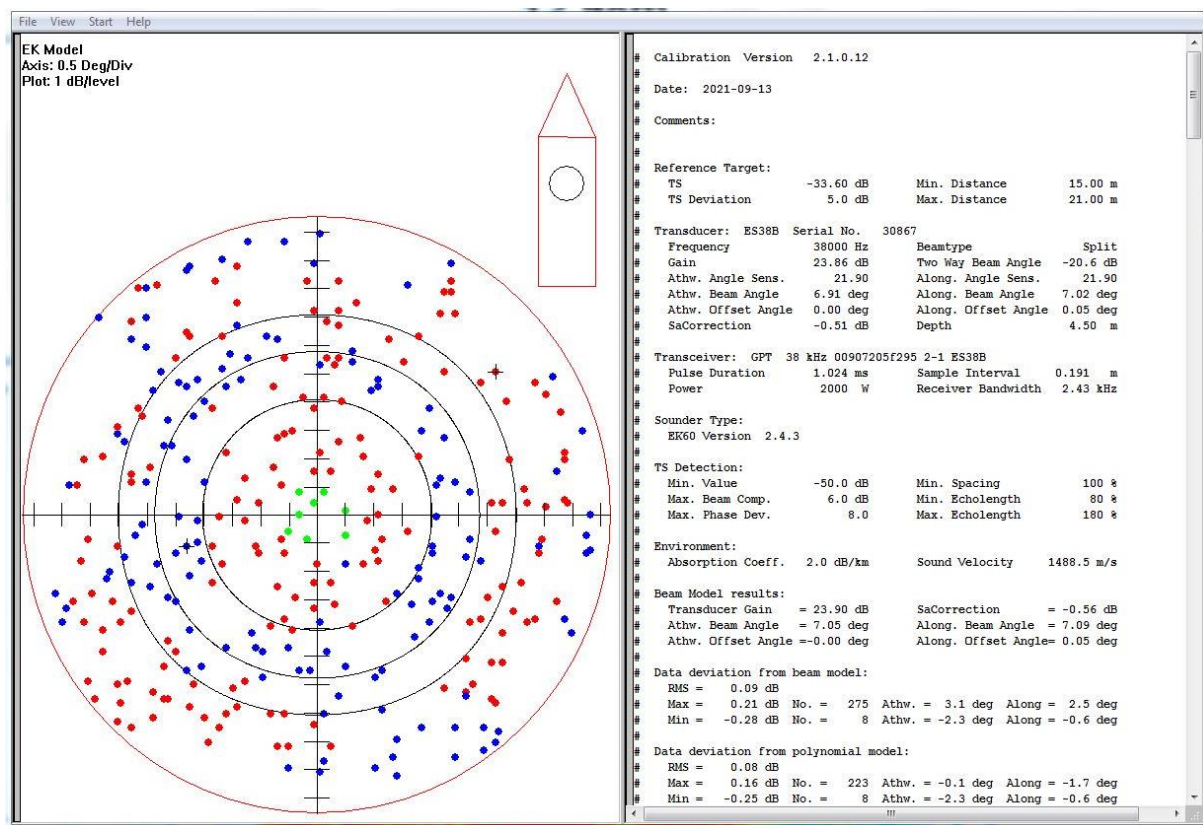 File View Start Help
EK Model
Axis: 0.5 Deg/Div
Plot: 1 dB/level
# Calibration Version 2.1.0.12
#
# Date: 2021-09-13
#
# Comments:
#
#
# Reference Target:
# TS -33.60 dB Min. Distance 15.00 m
# TS Deviation 5.0 dB Max. Distance 21.00 m
#
# Transducer: ES38B Serial No. 30867
# Frequency 38000 Hz Beamtype Split
# Gain 23.86 dB Two Way Beam Angle -20.6 dB
# Athw. Angle Sens. 21.90 Along. Angle Sens. 21.90
# Athw. Beam Angle 6.91 deg Along. Beam Angle 7.02 deg
# Athw. Offset Angle 0.00 deg Along. Offset Angle 0.05 deg
# SaCorrection -0.51 dB Depth 4.50 m
#
# Transceiver: GPT 38 kHz 00907205f295 2-1 ES38B
# Pulse Duration 1.024 ms Sample Interval 0.191 m
# Power 2000 W Receiver Bandwidth 2.43 kHz
#
# Sounder Type:
# EK60 Version 2.4.3
#
# TS Detection:
# Min. Value -50.0 dB Min. Spacing 100 %
# Max. Beam Comp. 6.0 dB Min. Echolength 80 %
# Max. Phase Dev. 8.0 Max. Echolength 180 %
#
# Environment:
# Absorption Coeff. 2.0 dB/km Sound Velocity 1488.5 m/s
#
# Beam Model results:
# Transducer Gain = 23.90 dB SaCorrection = -0.56 dB
# Athw. Beam Angle = 7.05 deg Along. Beam Angle = 7.09 deg
# Athw. Offset Angle =-0.00 deg Along. Offset Angle= 0.05 deg
#
# Data deviation from beam model:
# RMS = 0.09 dB
# Max = 0.21 dB No. = 275 Athw. = 3.1 deg Along = 2.5 deg
# Min = -0.28 dB No. = 8 Athw. = -2.3 deg Along = -0.6 deg
#
# Data deviation from polynomial model:
# RMS = 0.08 dB
# Max = 0.16 dB No. = 223 Athw. = -0.1 deg Along = -1.7 deg
# Min = -0.25 dB No. = 8 Athw. = -2.3 deg Along = -0.6 deg